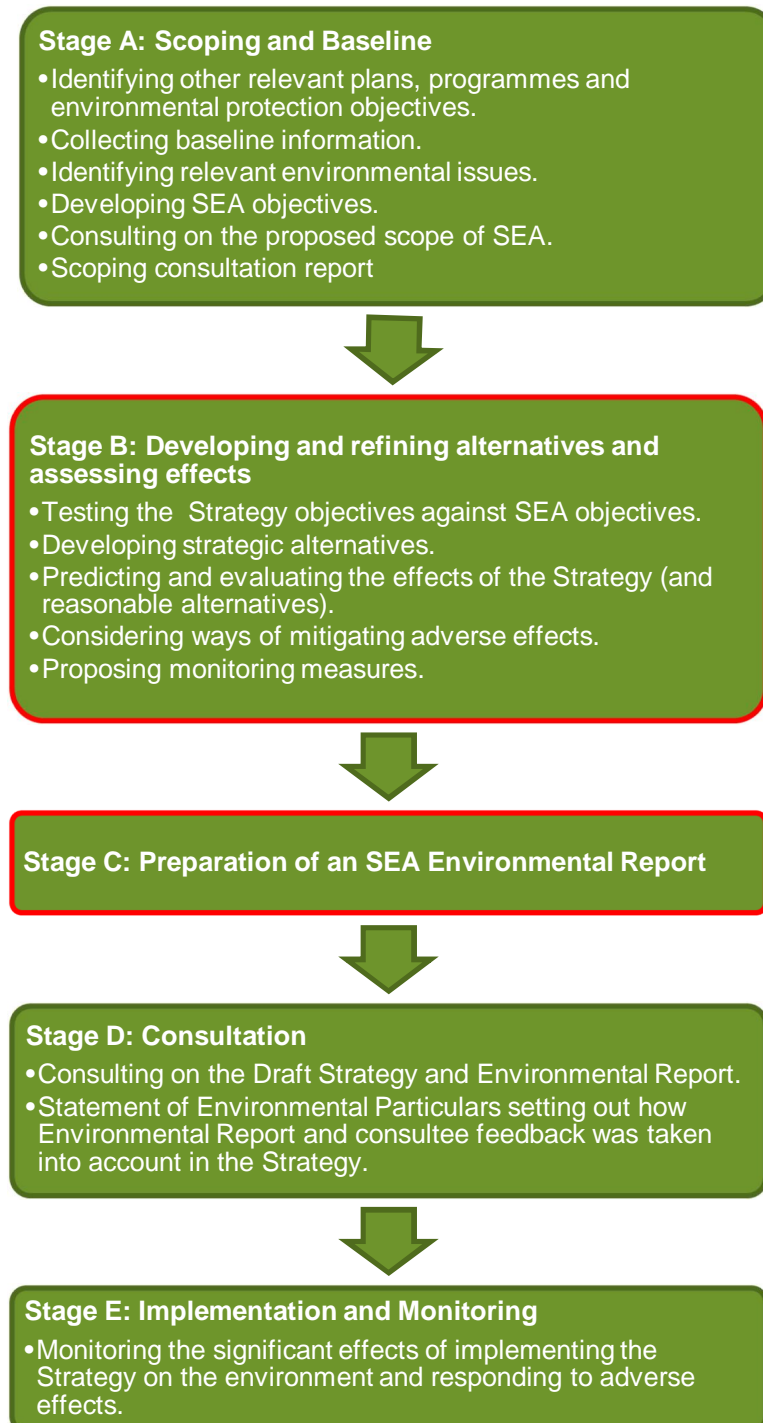 Stage A: Scoping and Baseline
•Identifying other relevant plans, programmes and
environmental protection objectives.
•Collecting baseline information.
•Identifying relevant environmental issues.
•Developing SEA objectives.
•Consulting on the proposed scope of SEA.
•Scoping consultation report
Stage B: Developing and refining alternatives and
assessing effects
•Testing the Strategy objectives against SEA objectives.
•Developing strategic alternatives.
•Predicting and evaluating the effects of the Strategy (and
reasonable alternatives).
•Considering ways of mitigating adverse effects.
•Proposing monitoring measures.
Stage C: Preparation of an SEA Environmental Report
Stage D: Consultation
•Consulting on the Draft Strategy and Environmental Report.
•Statement of Environmental Particulars setting out how
Environmental Report and consultee feedback was taken
into account in the Strategy.
Stage E: Implementation and Monitoring
•Monitoring the significant effects of implementing the
Strategy on the environment and responding to adverse
effects.